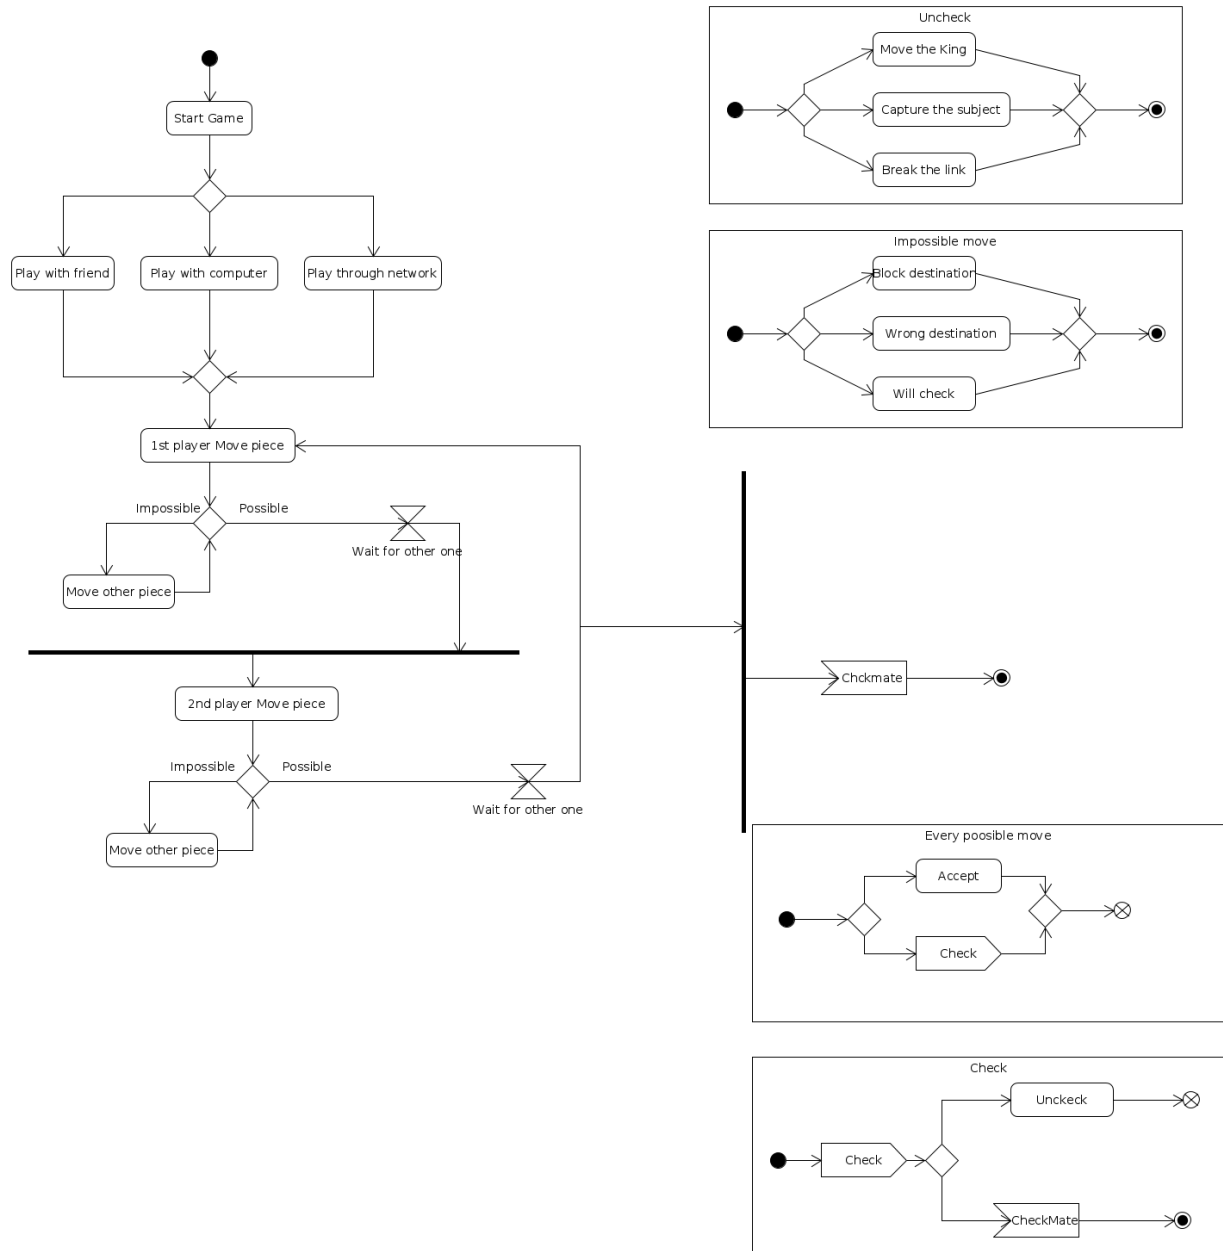 Start Game
Play with friend
Play with computer
Play through network
1st player Move piece
Impossible
Possible
Wait for other one
Move other piece
2nd player Move piece
Impossible
Possible
Wait for other one
Move other piece
Uncheck
Move the King
Capture the subject
Break the link
Impossible move
Block destination
Wrong destination
Will check
Chckmate
Every poosible move
Accept
Check
Check
Unckeck
Check
CheckMate